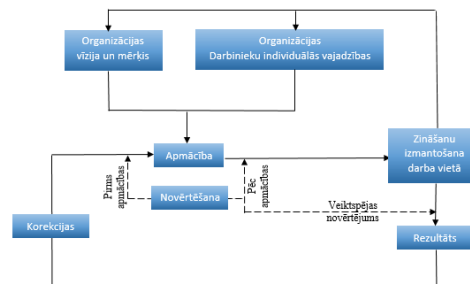 Organizācijas
vīzija un mērķis
Organizācijas
Darbinieku individuālās vajadzības
Apmācība
Zināšanu
izmantošana
darba vietā
Pirms
apmācības
Pēc
apmācības
Novērtēšana
Veiktspējas
novērtējums
Korekcijas
Rezultāts